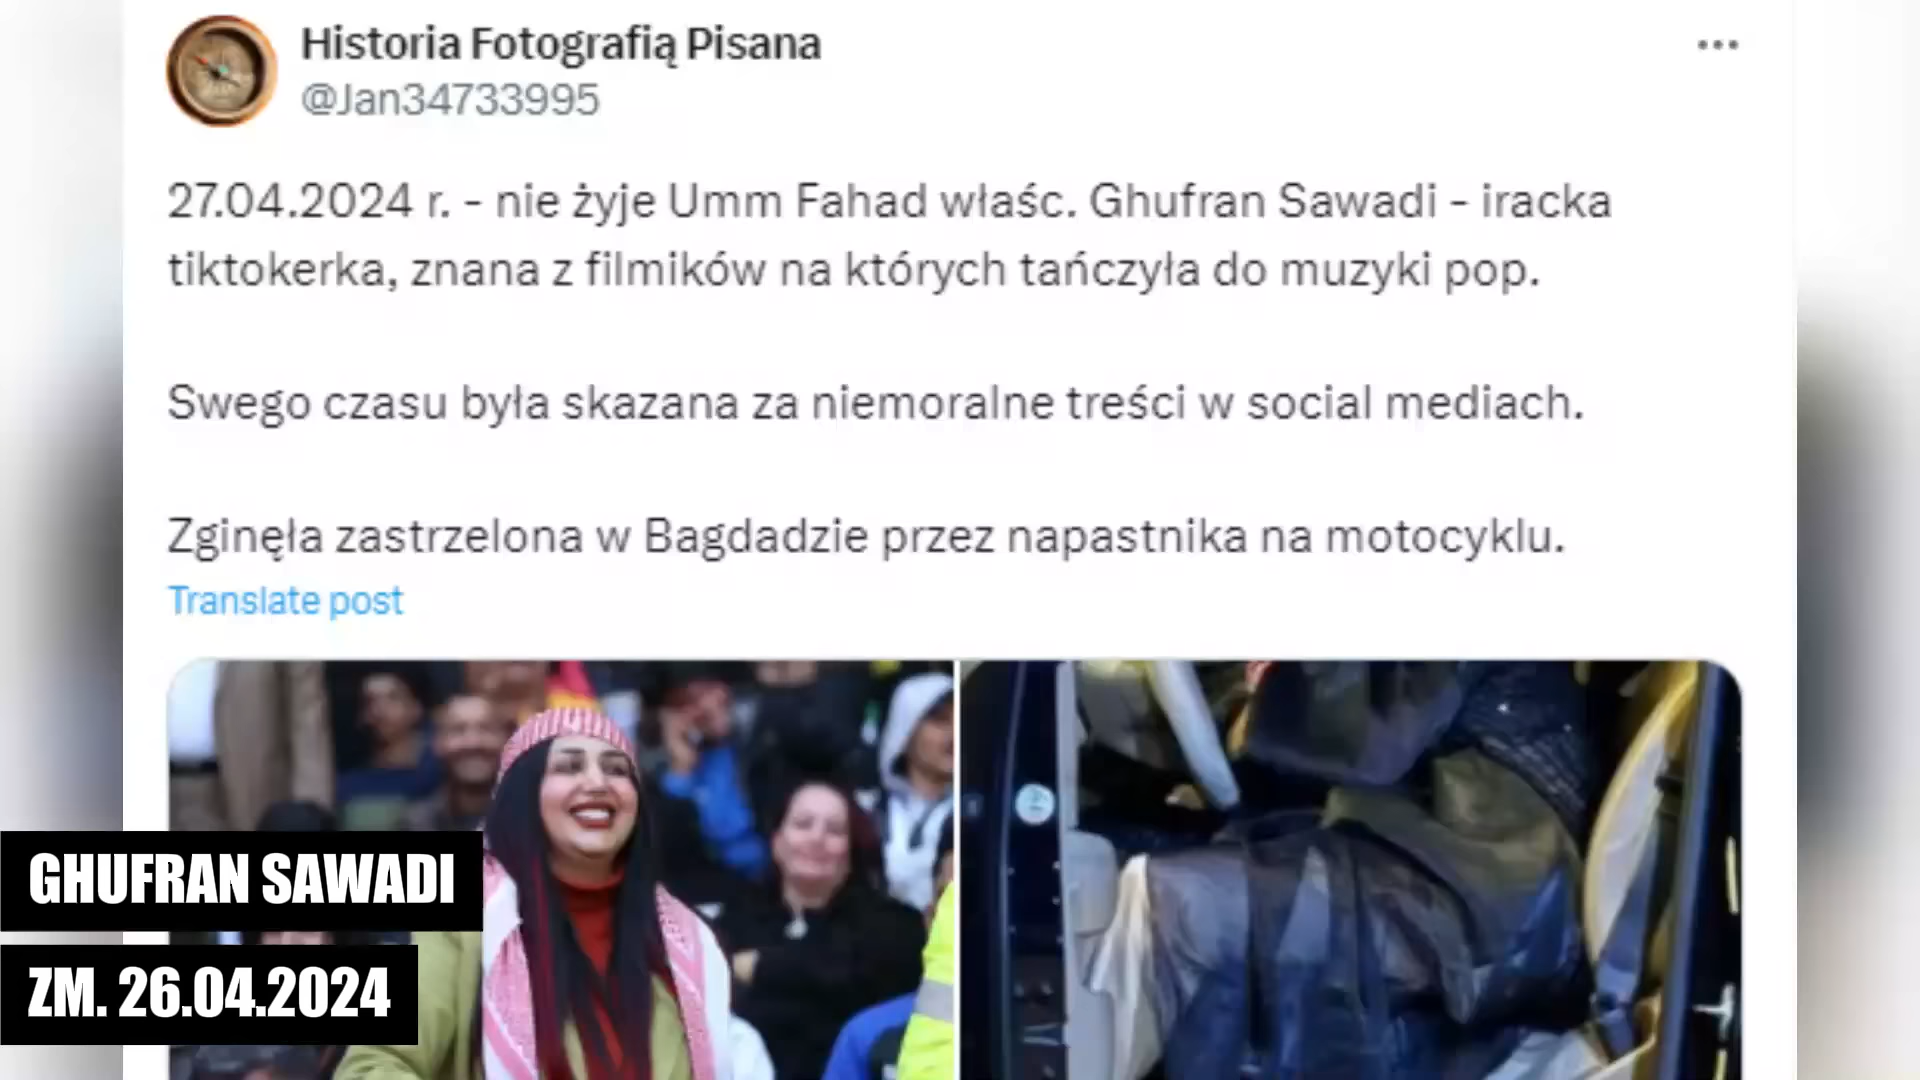 Historia Fotografią Pisana
@Jan34733995
27.04.2024 r. - nie żyje Umm Fahad właśc. Ghufran Sawadi - iracka
tiktokerka, znana z filmików na których tańczyła do muzyki pop.
Swego czasu była skazana za niemoralne treści w social mediach.
Zginęła zastrzelona w Bagdadzie przez napastnika na motocyklu.
Translate post
GHUFRAN SAWADI
ZM. 26.04.2024